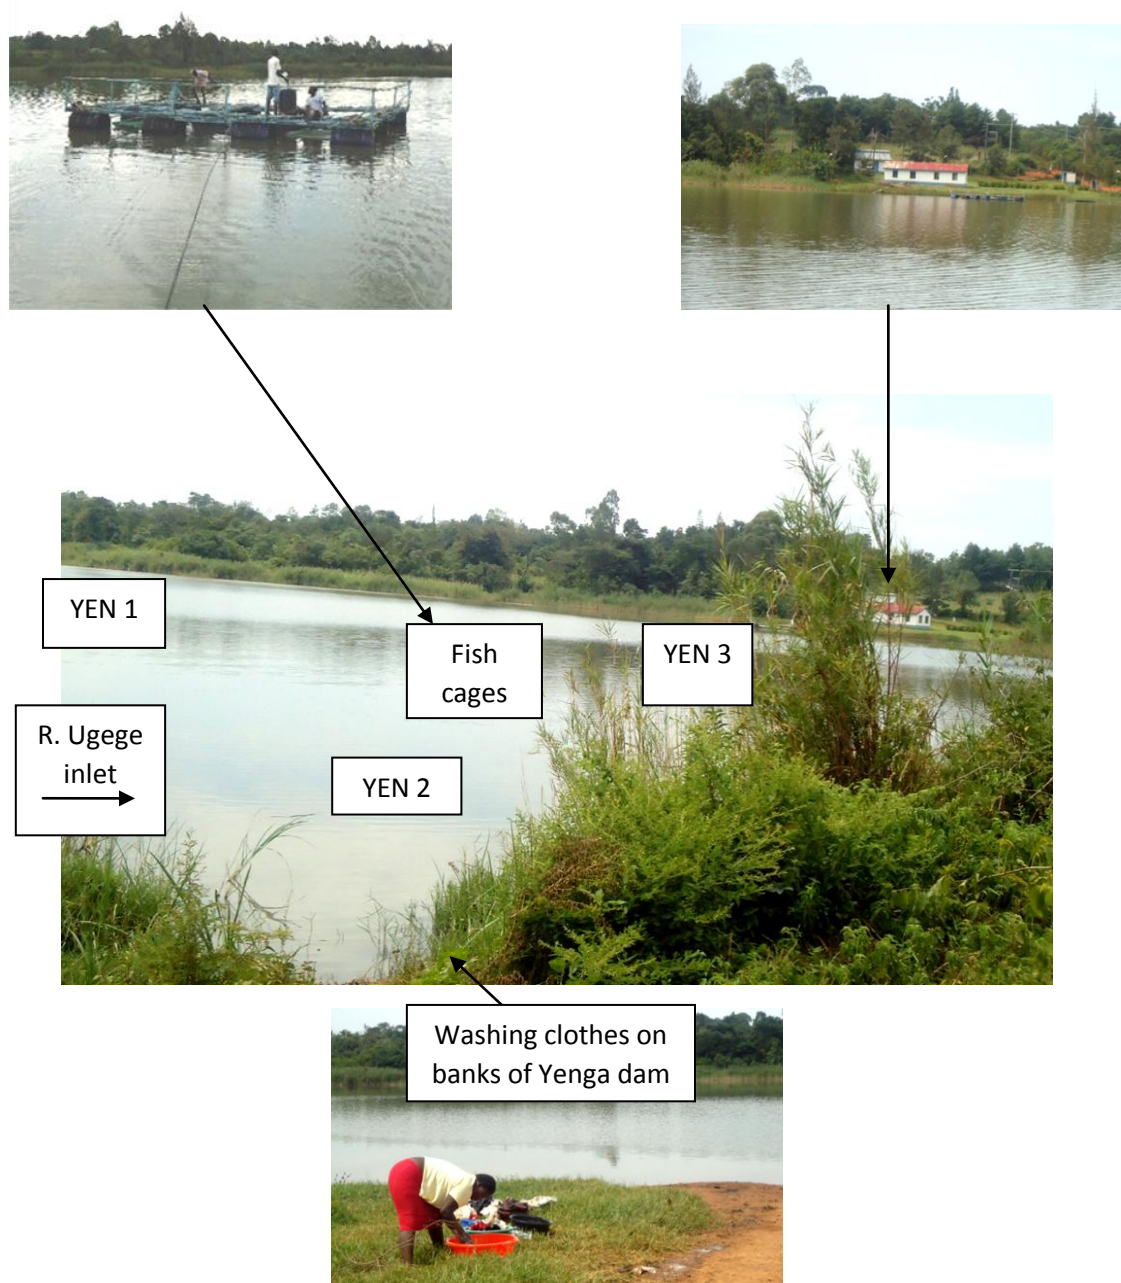 YEN 1
Fish
cages
YEN 3
R. Ugege
inlet
YEN 2
Washing clothes on
banks of Yenga dam